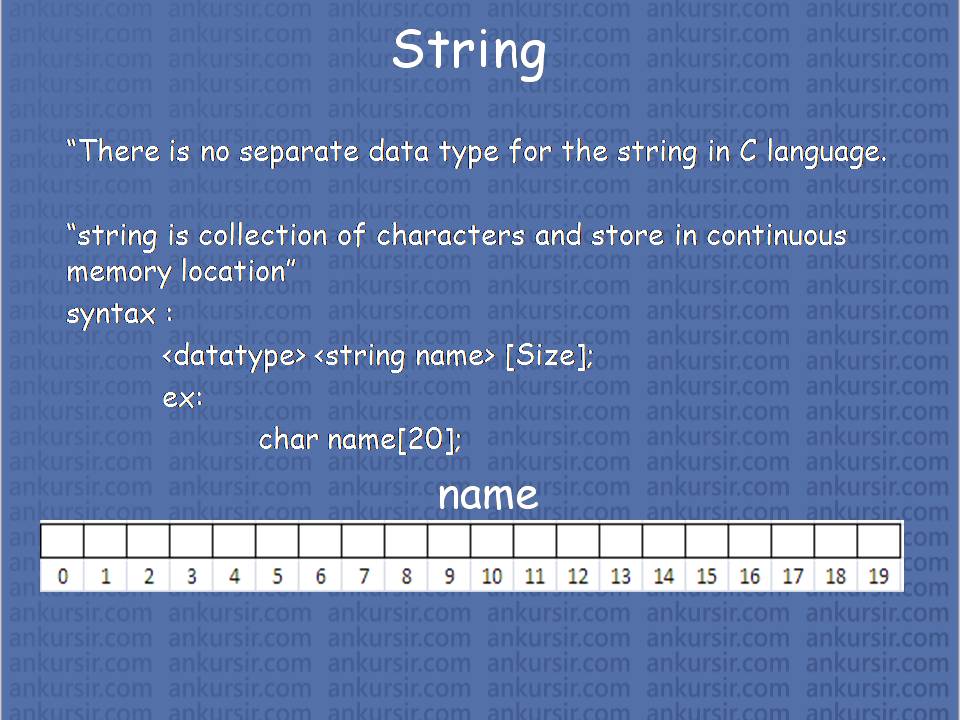 String
“There is no separate data type for the string in C language.
“string is collection of characters and store in continuous
memory location”
syntax :
<datatype> <string name> [Size];
ex:
char name[20];
name
0 1 2 3 4 5 6 7 8 9 10 11 12 13 14 15 16 17 18 19
ankursir.com